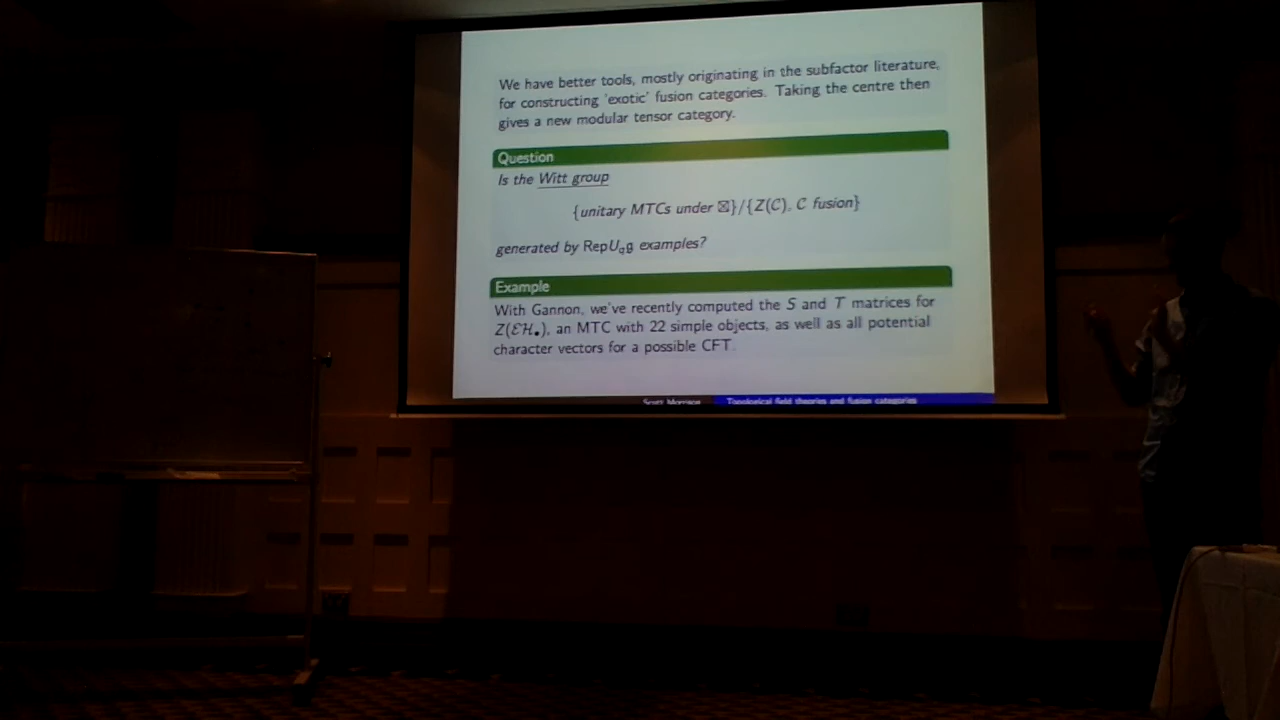 We have better tools, mostly originating in the subfactor literature,
for constructing 'exotic' fusion categories. Taking the centre then
gives a new modular tensor category.
Question
Is the Witt group
{unitary MTCs under ⊠}/{Z(C), C fusion}
generated by RepU_q𝔤 examples?
Example
With Gannon, we've recently computed the S and T matrices for
Z(ℰℋ•), an MTC with 22 simple objects, as well as all potential
character vectors for a possible CFT.
Scott Morrison Topological field theories and fusion categories